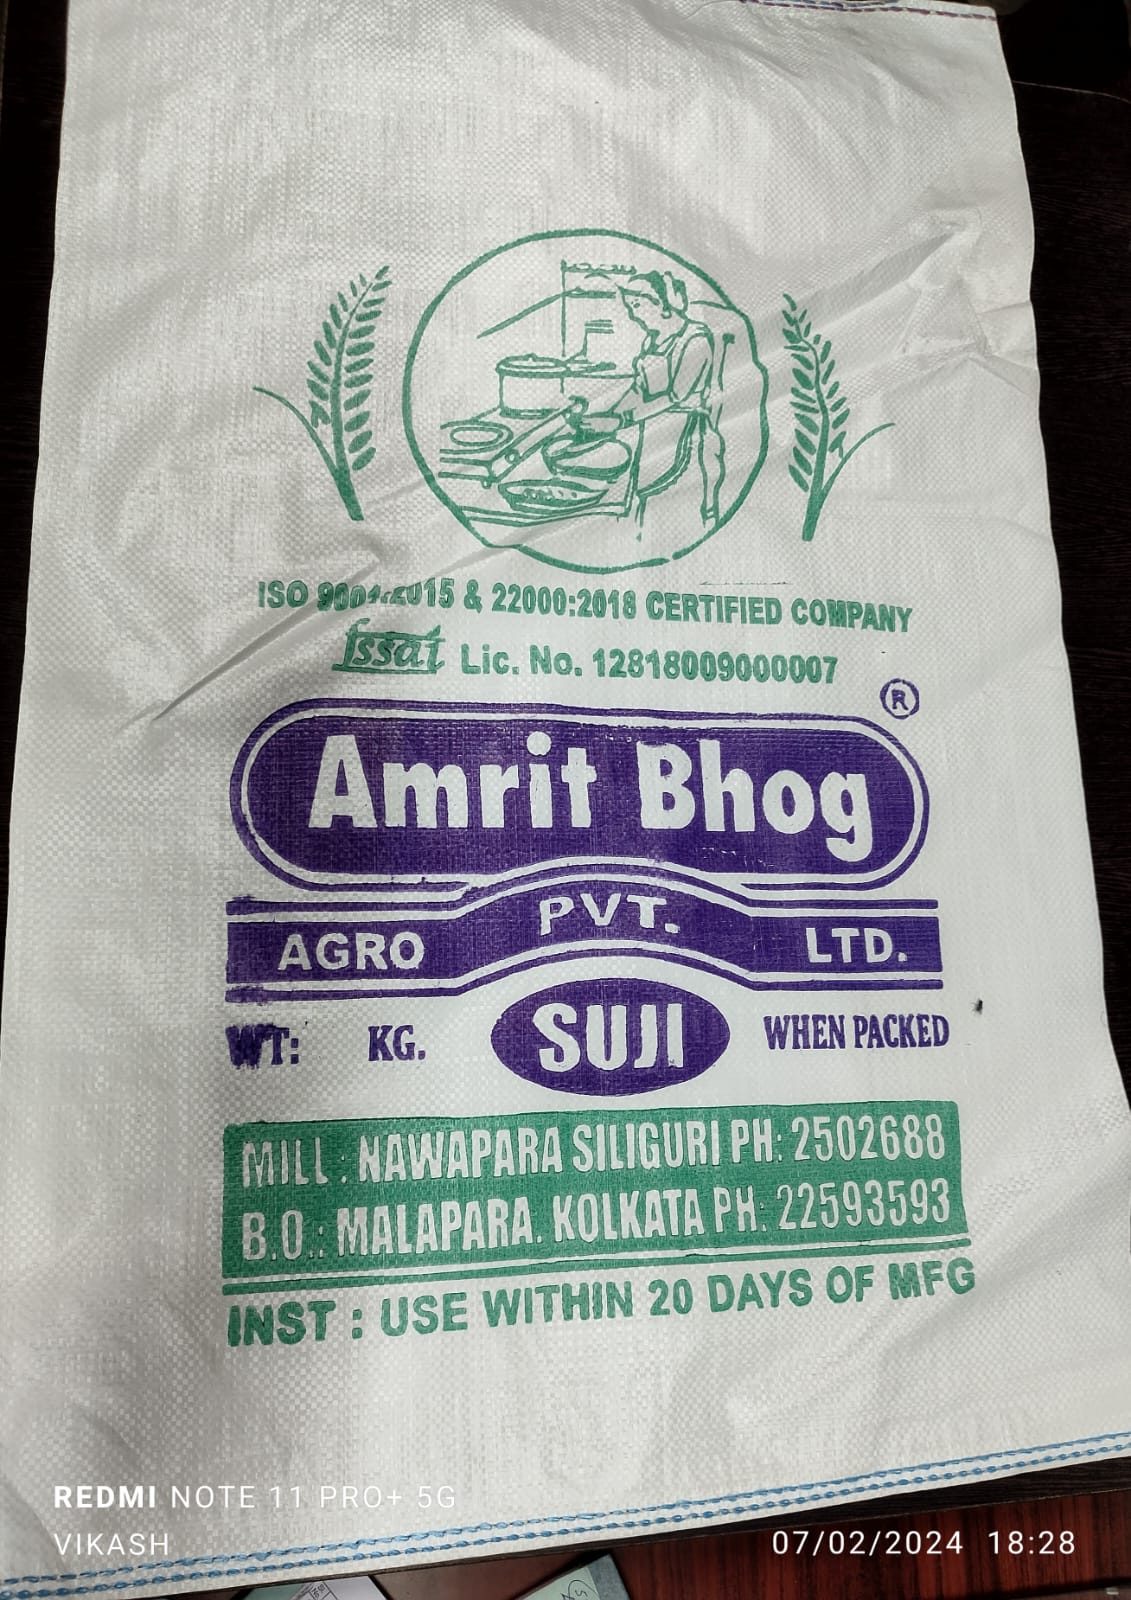 ISO 9001:2015 & 22000:2018 CERTIFIED COMPANY
fssai Lic. No. 12818009000007
®
Amrit Bhog
AGRO PVT. LTD.
WT: KG. SUJI WHEN PACKED
MILL : NAWAPARA SILIGURI PH: 2502688
B.O.: MALAPARA. KOLKATA PH: 22593593
INST : USE WITHIN 20 DAYS OF MFG
REDMI NOTE 11 PRO+ 5G
VIKASH 07/02/2024 18:28